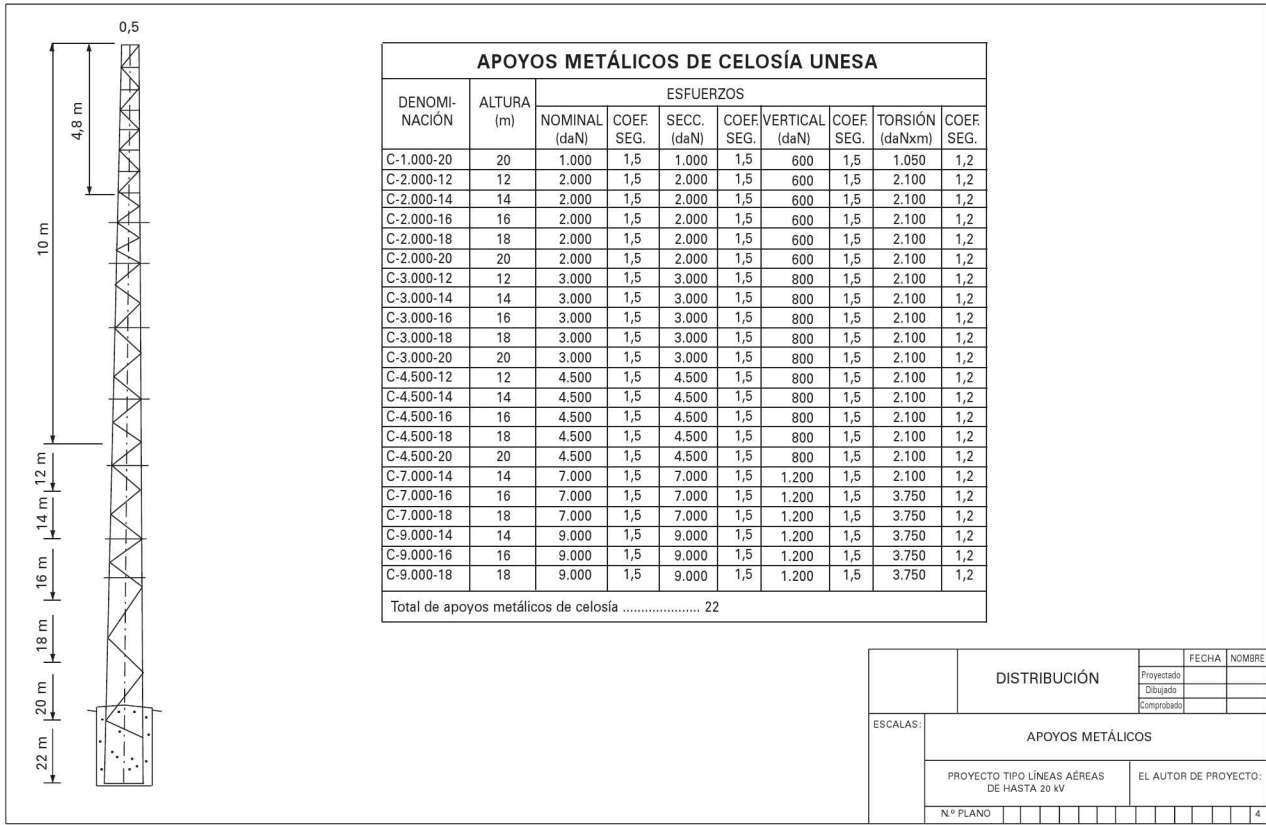 0,5
4,8 m
10 m
12 m
14 m
16 m
18 m
20 m
22 m
APOYOS METÁLICOS DE CELOSÍA UNESA
DENOMI-
NACIÓN
ALTURA
(m)
ESFUERZOS
NOMINAL
(daN)
COEF.
SEG.
SECC.
(daN)
COEF.
SEG.
VERTICAL
(daN)
COEF.
SEG.
TORSIÓN
(daNxm)
COEF.
SEG.
C-1.000-20 20 1.000 1,5 1.000 1,5 600 1,5 1.050 1,2
C-2.000-12 12 2.000 1,5 2.000 1,5 600 1,5 2.100 1,2
C-2.000-14 14 2.000 1,5 2.000 1,5 600 1,5 2.100 1,2
C-2.000-16 16 2.000 1,5 2.000 1,5 600 1,5 2.100 1,2
C-2.000-18 18 2.000 1,5 2.000 1,5 600 1,5 2.100 1,2
C-2.000-20 20 2.000 1,5 2.000 1,5 600 1,5 2.100 1,2
C-3.000-12 12 3.000 1,5 3.000 1,5 800 1,5 2.100 1,2
C-3.000-14 14 3.000 1,5 3.000 1,5 800 1,5 2.100 1,2
C-3.000-16 16 3.000 1,5 3.000 1,5 800 1,5 2.100 1,2
C-3.000-18 18 3.000 1,5 3.000 1,5 800 1,5 2.100 1,2
C-3.000-20 20 3.000 1,5 3.000 1,5 800 1,5 2.100 1,2
C-4.500-12 12 4.500 1,5 4.500 1,5 800 1,5 2.100 1,2
C-4.500-14 14 4.500 1,5 4.500 1,5 800 1,5 2.100 1,2
C-4.500-16 16 4.500 1,5 4.500 1,5 800 1,5 2.100 1,2
C-4.500-18 18 4.500 1,5 4.500 1,5 800 1,5 2.100 1,2
C-4.500-20 20 4.500 1,5 4.500 1,5 800 1,5 2.100 1,2
C-7.000-14 14 7.000 1,5 7.000 1,5 1.200 1,5 2.100 1,2
C-7.000-16 16 7.000 1,5 7.000 1,5 1.200 1,5 3.750 1,2
C-7.000-18 18 7.000 1,5 7.000 1,5 1.200 1,5 3.750 1,2
C-9.000-14 14 9.000 1,5 9.000 1,5 1.200 1,5 3.750 1,2
C-9.000-16 16 9.000 1,5 9.000 1,5 1.200 1,5 3.750 1,2
C-9.000-18 18 9.000 1,5 9.000 1,5 1.200 1,5 3.750 1,2
Total de apoyos metálicos de celosía ..................... 22
DISTRIBUCIÓN
FECHA NOMBRE
Proyectado
Dibujado
Comprobado
ESCALAS:
APOYOS METÁLICOS
PROYECTO TIPO LÍNEAS AÉREAS
DE HASTA 20 kV
EL AUTOR DE PROYECTO:
N.º PLANO 4